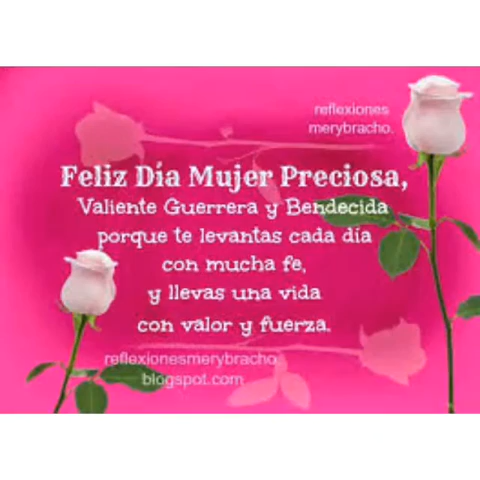 reflexiones
merybracho.
Feliz Día Mujer Preciosa,
Valiente Guerrera y Bendecida
porque te levantas cada día
con mucha fe,
y llevas una vida
con valor y fuerza.
reflexionesmerybracho.
blogspot.com